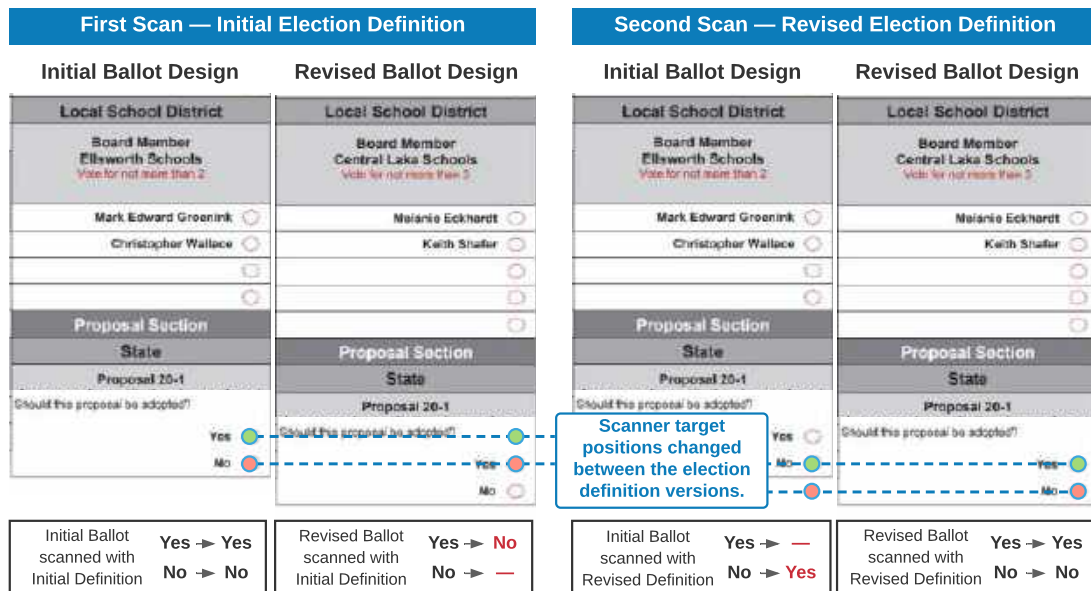 First Scan — Initial Election Definition
Initial Ballot Design
Local School District
Board Member
Ellsworth Schools
Vote for not more than 2
Mark Edward Groenink
Christopher Wallace
Proposal Section
State
Proposal 20-1
Should this proposal be adopted?
Yes
No
Revised Ballot Design
Local School District
Board Member
Central Lake Schools
Vote for not more than 3
Melanie Eckhardt
Keith Shafer
Proposal Section
State
Proposal 20-1
Should this proposal be adopted?
Yes
No
Second Scan — Revised Election Definition
Initial Ballot Design
Local School District
Board Member
Ellsworth Schools
Vote for not more than 2
Mark Edward Groenink
Christopher Wallace
Proposal Section
State
Proposal 20-1
Should this proposal be adopted?
Yes
No
Revised Ballot Design
Local School District
Board Member
Central Lake Schools
Vote for not more than 3
Melanie Eckhardt
Keith Shafer
Proposal Section
State
Proposal 20-1
Should this proposal be adopted?
Yes
No
Scanner target
positions changed
between the election
definition versions.
Initial Ballot
scanned with
Initial Definition
Yes → Yes
No → No
Revised Ballot
scanned with
Initial Definition
Yes → No
No → —
Initial Ballot
scanned with
Revised Definition
Yes → —
No → Yes
Revised Ballot
scanned with
Revised Definition
Yes → Yes
No → No